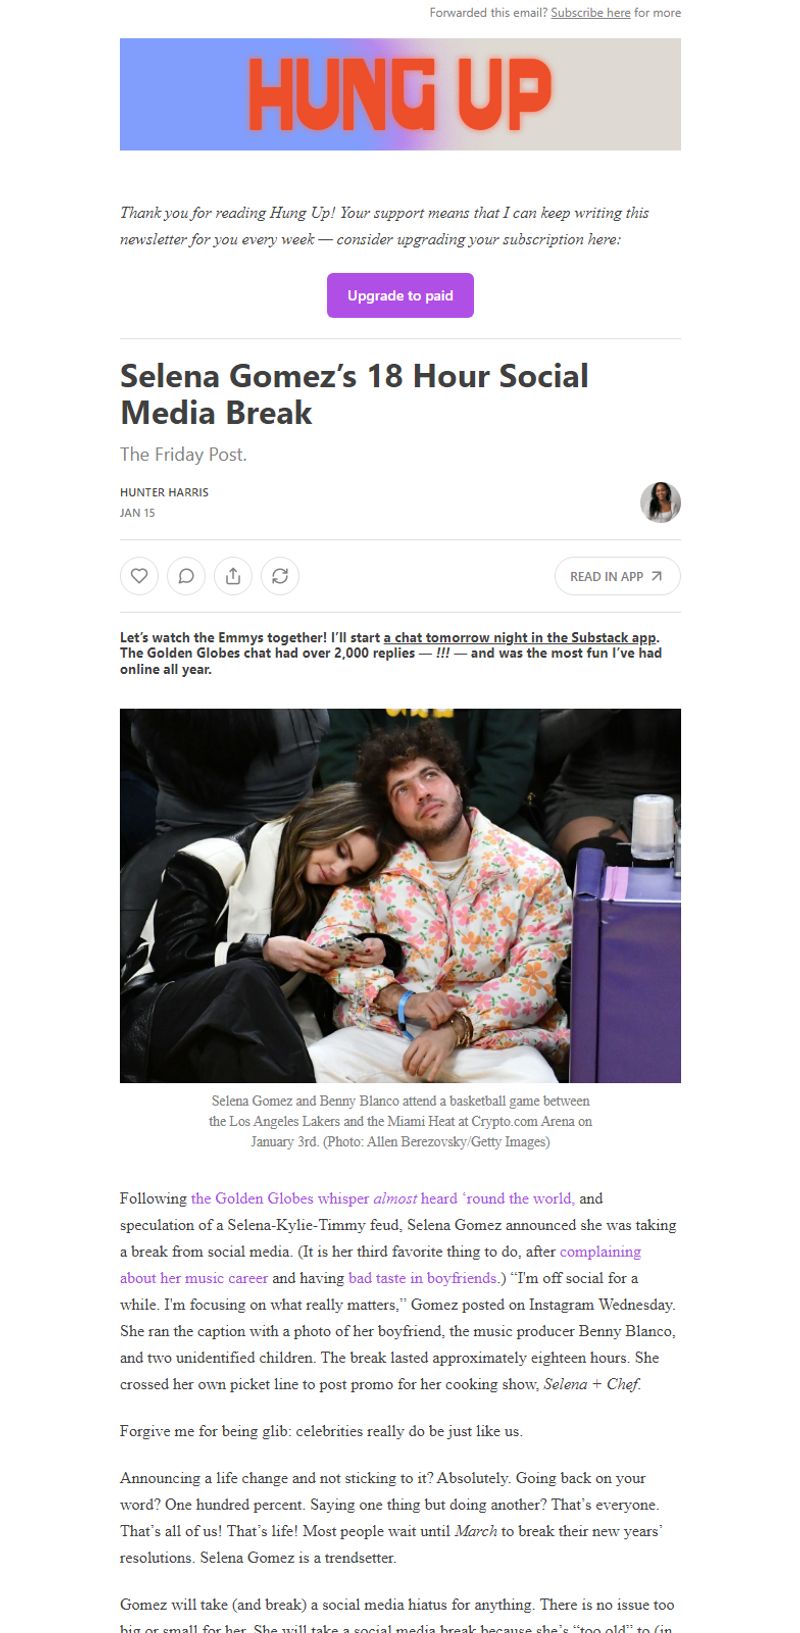 Forwarded this email? Subscribe here for more
HUNG UP
Thank you for reading Hung Up! Your support means that I can keep writing this
newsletter for you every week — consider upgrading your subscription here:
Upgrade to paid
Selena Gomez’s 18 Hour Social
Media Break
The Friday Post.
HUNTER HARRIS
JAN 15
READ IN APP
Let’s watch the Emmys together! I’ll start a chat tomorrow night in the Substack app.
The Golden Globes chat had over 2,000 replies — !!! — and was the most fun I’ve had
online all year.
Selena Gomez and Benny Blanco attend a basketball game between
the Los Angeles Lakers and the Miami Heat at Crypto.com Arena on
January 3rd. (Photo: Allen Berezovsky/Getty Images)
Following the Golden Globes whisper almost heard ‘round the world, and
speculation of a Selena-Kylie-Timmy feud, Selena Gomez announced she was taking
a break from social media. (It is her third favorite thing to do, after complaining
about her music career and having bad taste in boyfriends.) “I'm off social for a
while. I'm focusing on what really matters,” Gomez posted on Instagram Wednesday.
She ran the caption with a photo of her boyfriend, the music producer Benny Blanco,
and two unidentified children. The break lasted approximately eighteen hours. She
crossed her own picket line to post promo for her cooking show, Selena + Chef.
Forgive me for being glib: celebrities really do be just like us.
Announcing a life change and not sticking to it? Absolutely. Going back on your
word? One hundred percent. Saying one thing but doing another? That’s everyone.
That’s all of us! That’s life! Most people wait until March to break their new years’
resolutions. Selena Gomez is a trendsetter.
Gomez will take (and break) a social media hiatus for anything. There is no issue too
big or small for her. She will take a social media break because she’s “too old” to (in